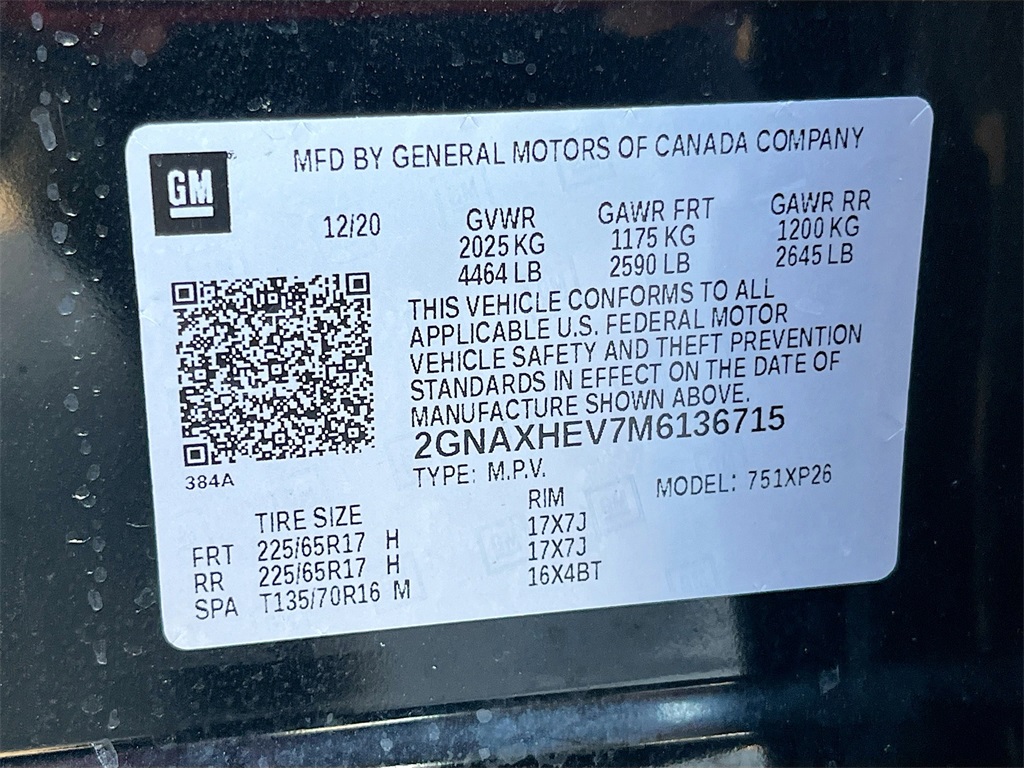 GM
MFD BY GENERAL MOTORS OF CANADA COMPANY
12/20 GVWR GAWR FRT GAWR RR
2025 KG 1175 KG 1200 KG
4464 LB 2590 LB 2645 LB
THIS VEHICLE CONFORMS TO ALL
APPLICABLE U.S. FEDERAL MOTOR
VEHICLE SAFETY AND THEFT PREVENTION
STANDARDS IN EFFECT ON THE DATE OF
MANUFACTURE SHOWN ABOVE.
2GNAXHEV7M6136715
384A
TYPE: M.P.V. MODEL: 751XP26
TIRE SIZE RIM
FRT 225/65R17 H 17X7J
RR 225/65R17 H 17X7J
SPA T135/70R16 M 16X4BT